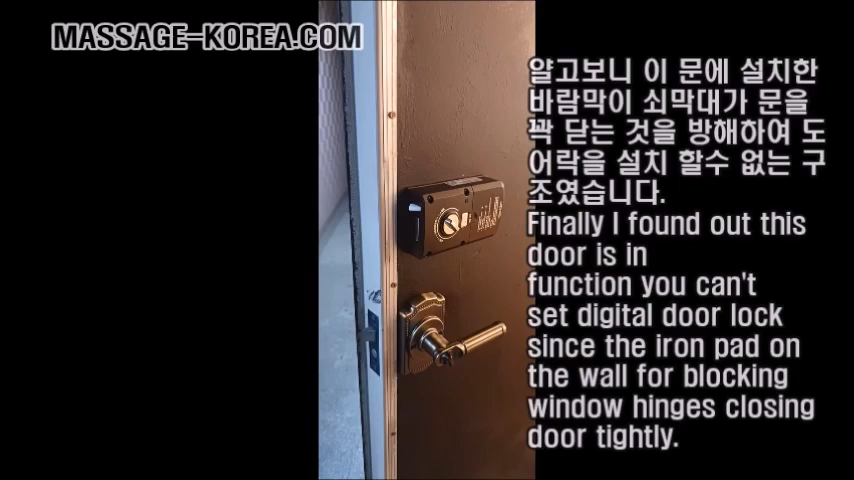 MASSAGE-KOREA.COM
얄고보니 이 문에 설치한
바람막이 쇠막대가 문을
꽉 닫는 것을 방해하여 도
어락을 설치 할수 없는 구
조였습니다.
Finally I found out this
door is in
function you can't
set digital door lock
since the iron pad on
the wall for blocking
window hinges closing
door tightly.